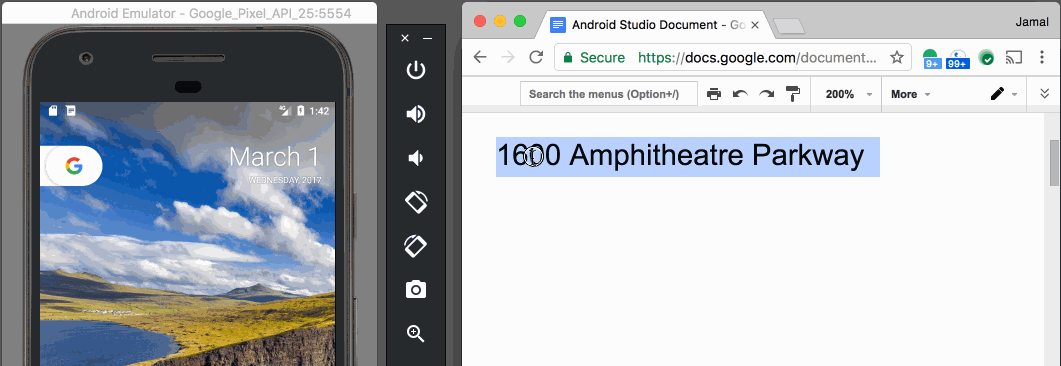 Android Emulator - Google_Pixel_API_25:5554
4G
1:42
G
March 1
WEDNESDAY 2017
Android Studio Document - Go
Jamal
Secure
https://docs.google.com/document...
9+
99+
Search the menus (Option+/)
200%
More
1600 Amphitheatre Parkway